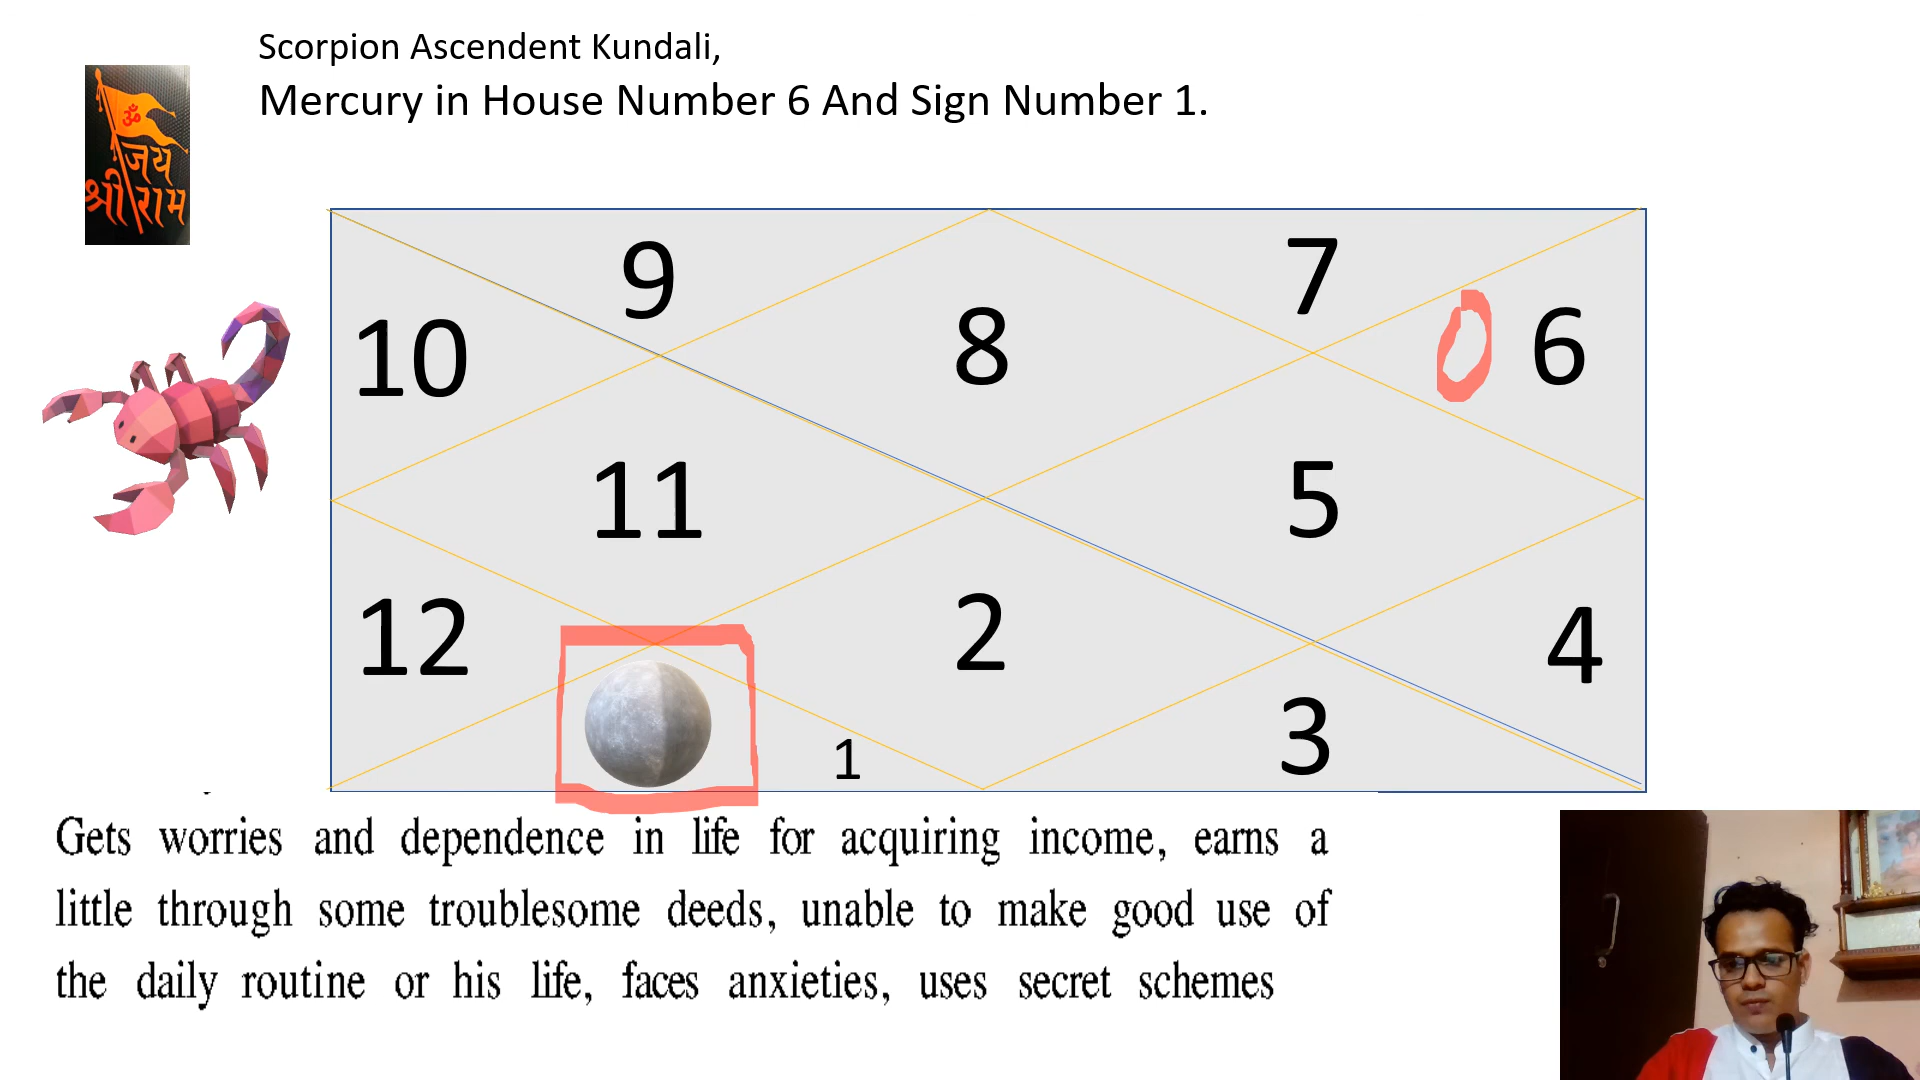 Scorpion Ascendent Kundali,
Mercury in House Number 6 And Sign Number 1.
ॐ
जय
श्री राम
9
7
10
8
6
11
5
12
2
4
1
3
Gets worries and dependence in life for acquiring income, earns a
little through some troublesome deeds, unable to make good use of
the daily routine or his life, faces anxieties, uses secret schemes